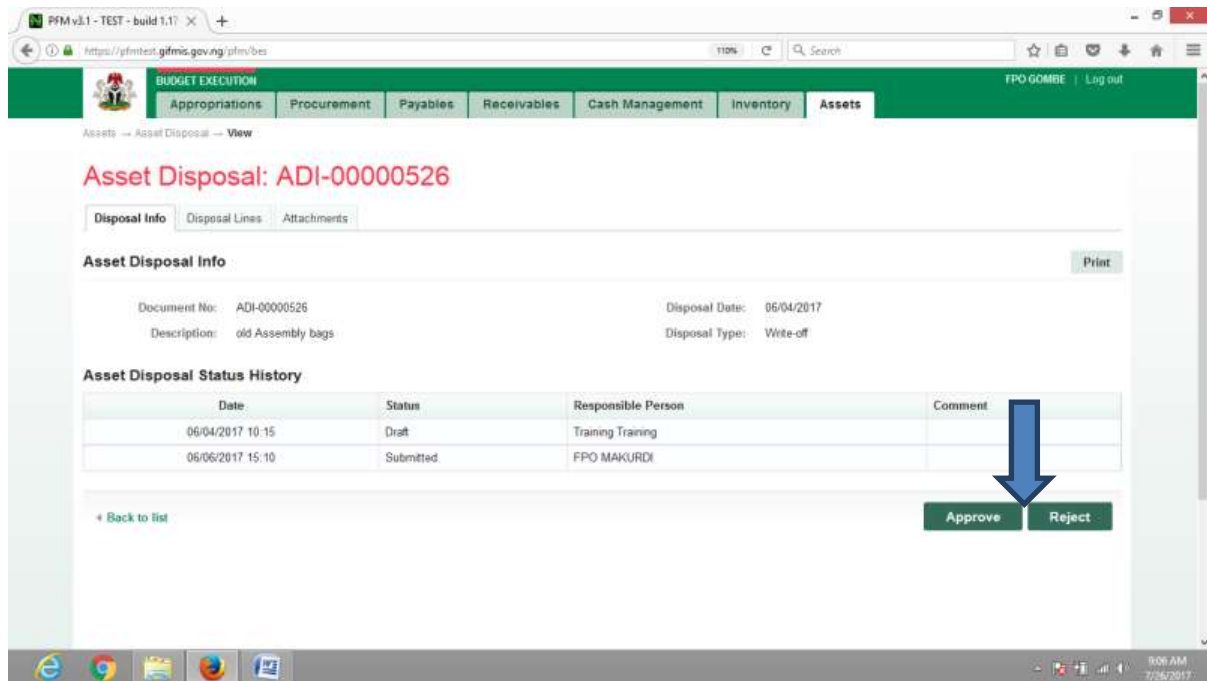 PFM v3.1 - TEST - build 1.1
https://pfmtest.gifmis.gov.ng/pfm/bes 110% Search
BUDGET EXECUTION FPO GOMBE | Log out
Appropriations Procurement Payables Receivables Cash Management Inventory Assets
Assets → Asset Disposal → View
Asset Disposal: ADI-00000526
Disposal Info Disposal Lines Attachments
Asset Disposal Info Print
Document No: ADI-00000526 Disposal Date: 06/04/2017
Description: old Assembly bags Disposal Type: Write-off
Asset Disposal Status History
Date Status Responsible Person Comment
06/04/2017 10:15 Draft Training Training
06/06/2017 15:10 Submitted FPO MAKURDI
Back to list Approve Reject
9:06 AM
7/26/2017